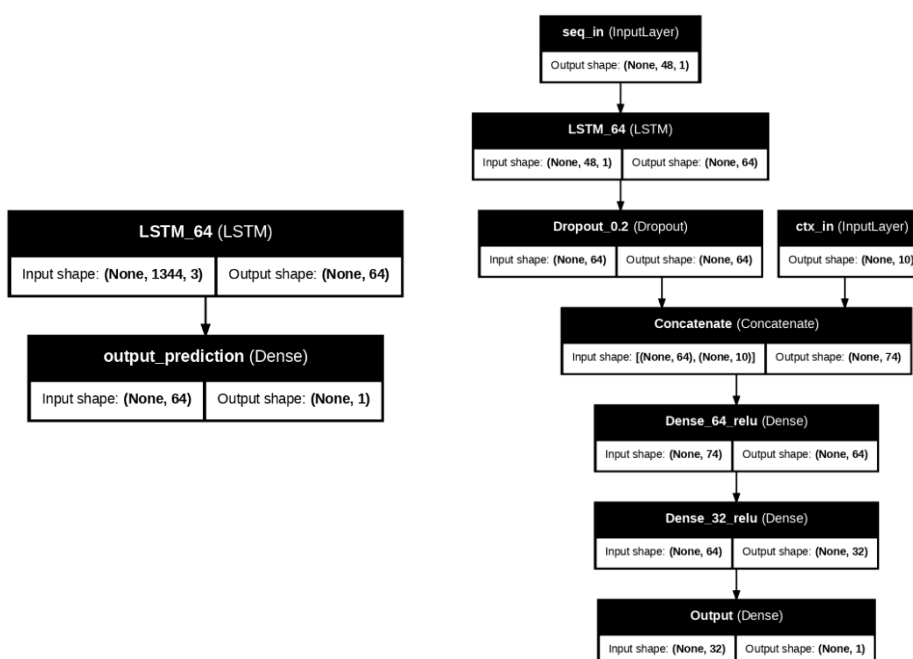 LSTM_64 (LSTM)
Input shape: (None, 1344, 3) Output shape: (None, 64)
output_prediction (Dense)
Input shape: (None, 64) Output shape: (None, 1)
seq_in (InputLayer)
Output shape: (None, 48, 1)
LSTM_64 (LSTM)
Input shape: (None, 48, 1) Output shape: (None, 64)
Dropout_0.2 (Dropout)
Input shape: (None, 64) Output shape: (None, 64)
ctx_in (InputLayer)
Output shape: (None, 10)
Concatenate (Concatenate)
Input shape: [(None, 64), (None, 10)] Output shape: (None, 74)
Dense_64_relu (Dense)
Input shape: (None, 74) Output shape: (None, 64)
Dense_32_relu (Dense)
Input shape: (None, 64) Output shape: (None, 32)
Output (Dense)
Input shape: (None, 32) Output shape: (None, 1)